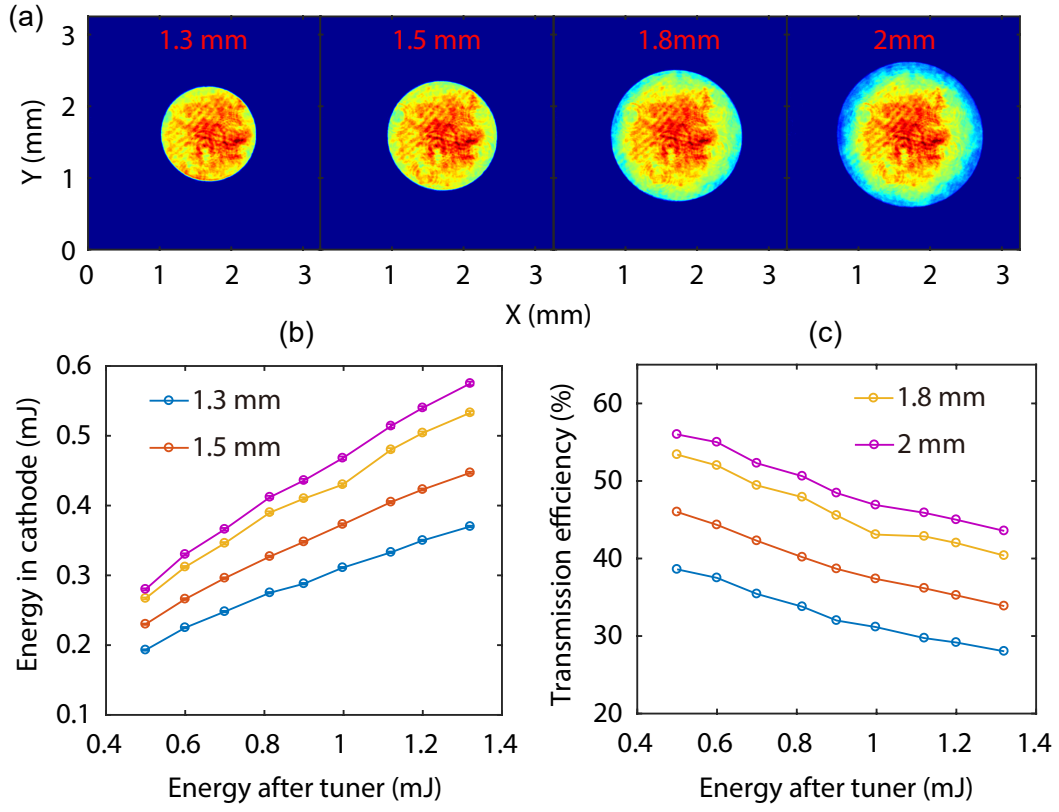 (a)
1.3 mm 1.5 mm 1.8mm 2mm
Y (mm)
3
2
1
0
0 1 2 3 1 2 3 1 2 3 1 2 3
X (mm)
(b)
Energy in cathode (mJ)
0.6
0.5
0.4
0.3
0.2
0.1
1.3 mm
1.5 mm
0.4 0.6 0.8 1 1.2 1.4
Energy after tuner (mJ)
(c)
Transmission efficiency (%)
60
50
40
30
20
1.8 mm
2 mm
0.4 0.6 0.8 1 1.2 1.4
Energy after tuner (mJ)